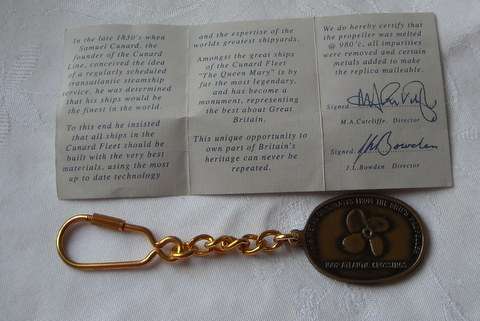 In the late 1830's when
Samuel Cunard, the
founder of the Cunard
Line, conceived the idea
of a regularly scheduled
transatlantic steamship
service, he was determined
that his ships would be
the finest in the world.
To this end he insisted
that all ships in the
Cunard Fleet should be
built with the very best
materials, using the most
up to date technology
and the expertise of the
worlds greatest shipyards.
Amongst the great ships
of the Cunard Fleet
"The Queen Mary" is by
far the most legendary,
and has become a
monument, representing
the best about Great
Britain.
This unique opportunity to
own part of Britain's
heritage can never be
repeated.
We do hereby certify that
the propeller was melted
@ 980°c, all impurities
were removed and certain
metals added to make
the replica malleable.
Signed
M.A.Cutcliffe. Director
Signed
J.L.Bowden Director
FROM THE
1000 ATLANTIC CROSSINGS